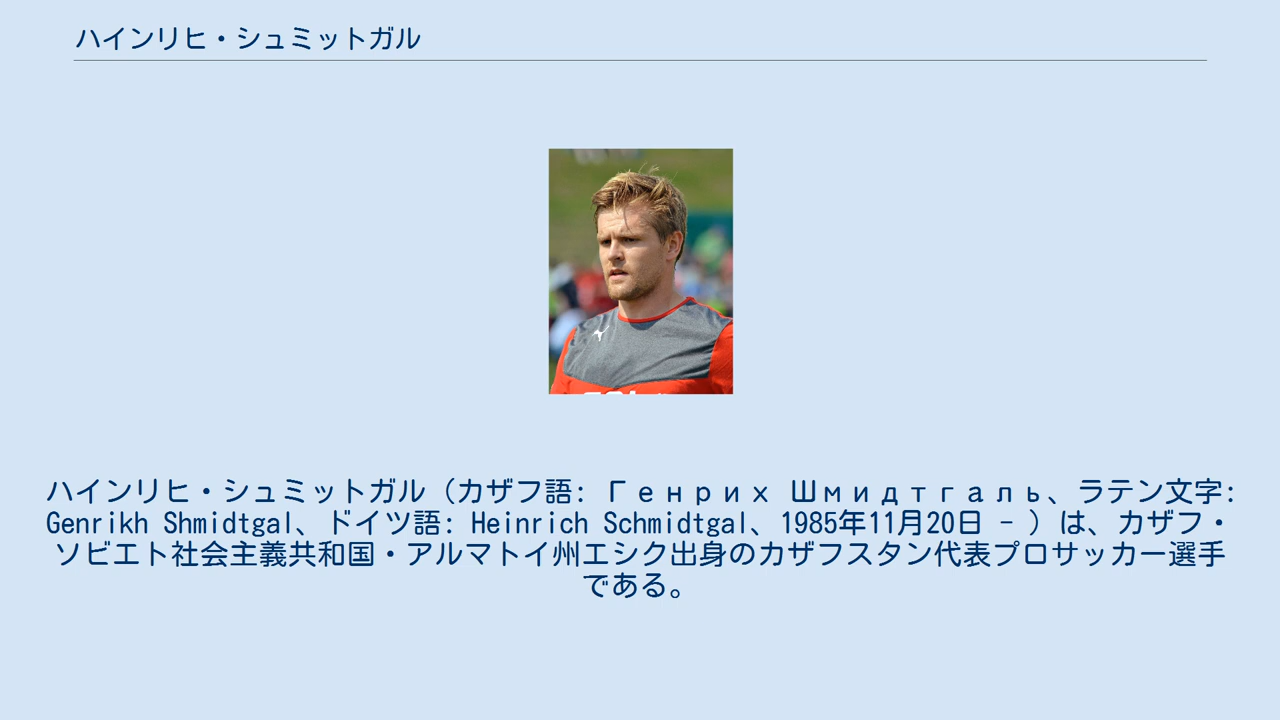 ハインリヒ・シュミットガル
ハインリヒ・シュミットガル（カザフ語: Генрих Шмидтгаль、ラテン文字:
Genrikh Shmidtgal、ドイツ語: Heinrich Schmidtgal、1985年11月20日 - ）は、カザフ・
ソビエト社会主義共和国・アルマトイ州エシク出身のカザフスタン代表プロサッカー選手
である。